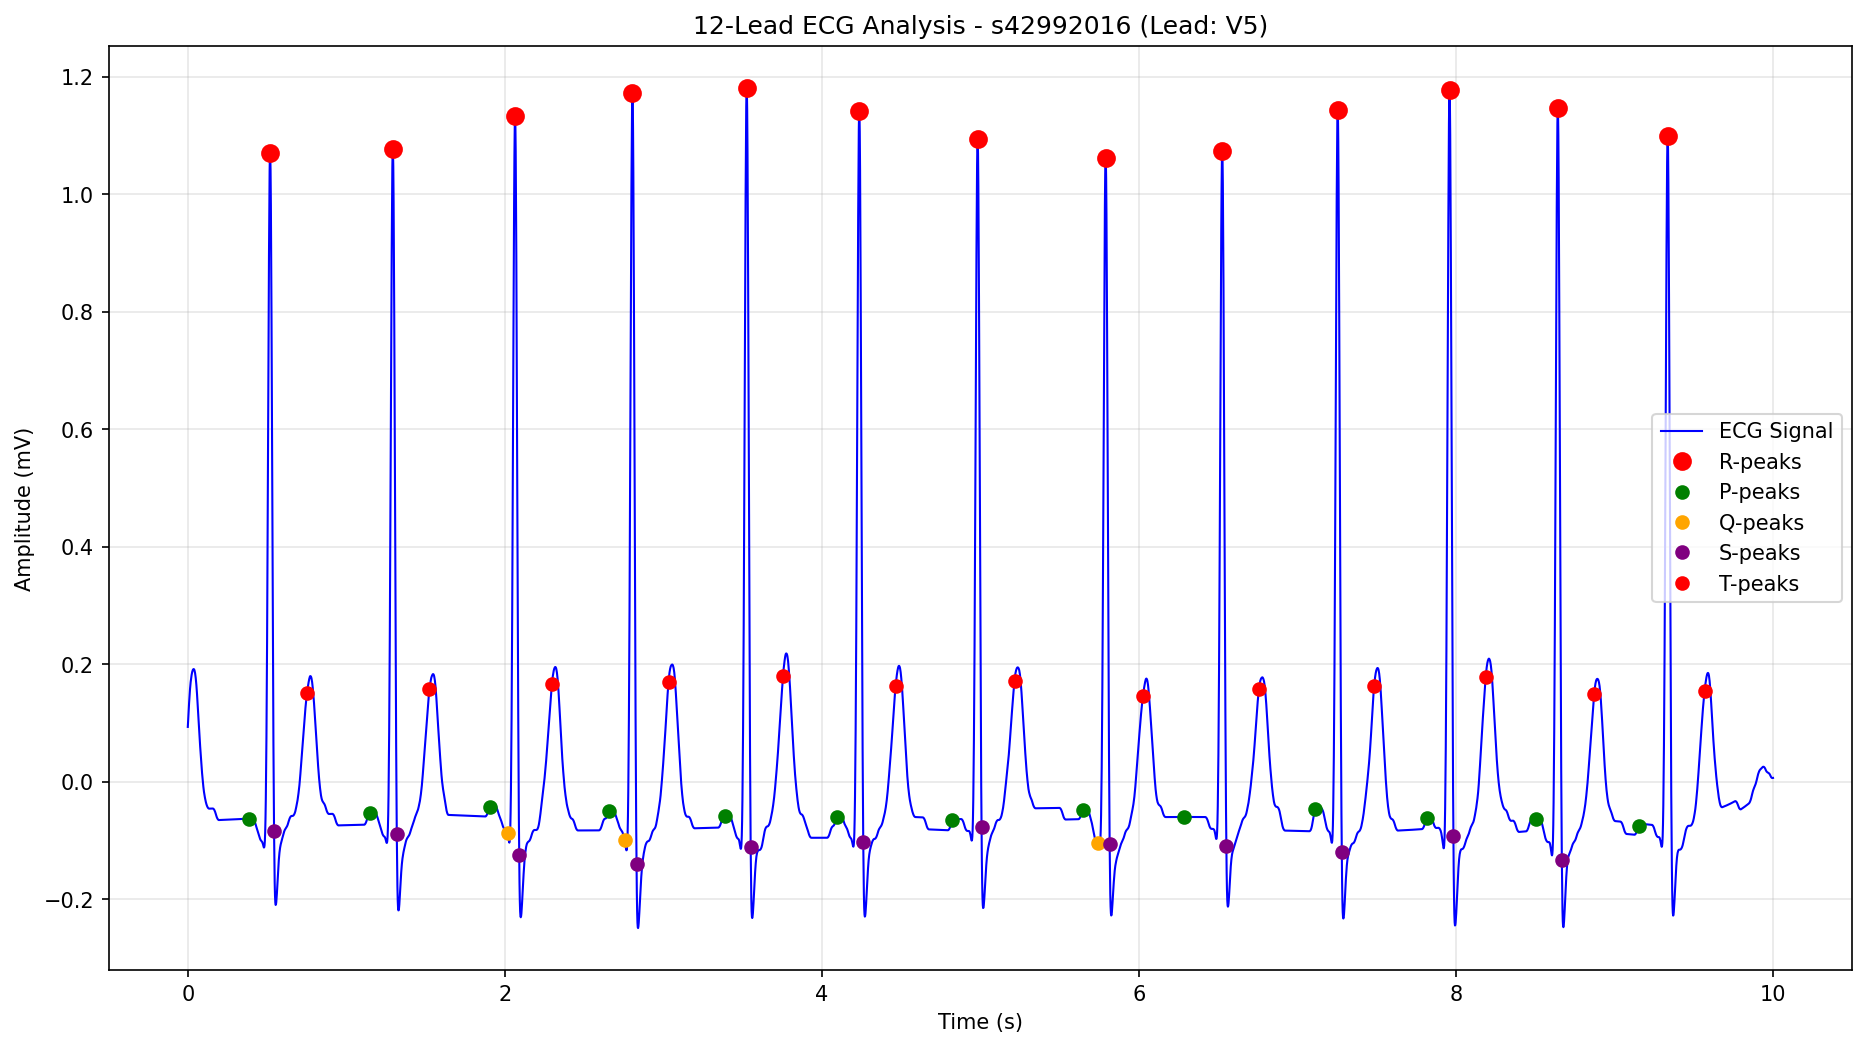 12-Lead ECG Analysis - s42992016 (Lead: V5)
Amplitude (mV)
1.2
1.0
0.8
0.6
0.4
0.2
0.0
−0.2
ECG Signal
R-peaks
P-peaks
Q-peaks
S-peaks
T-peaks
0 2 4 6 8 10
Time (s)